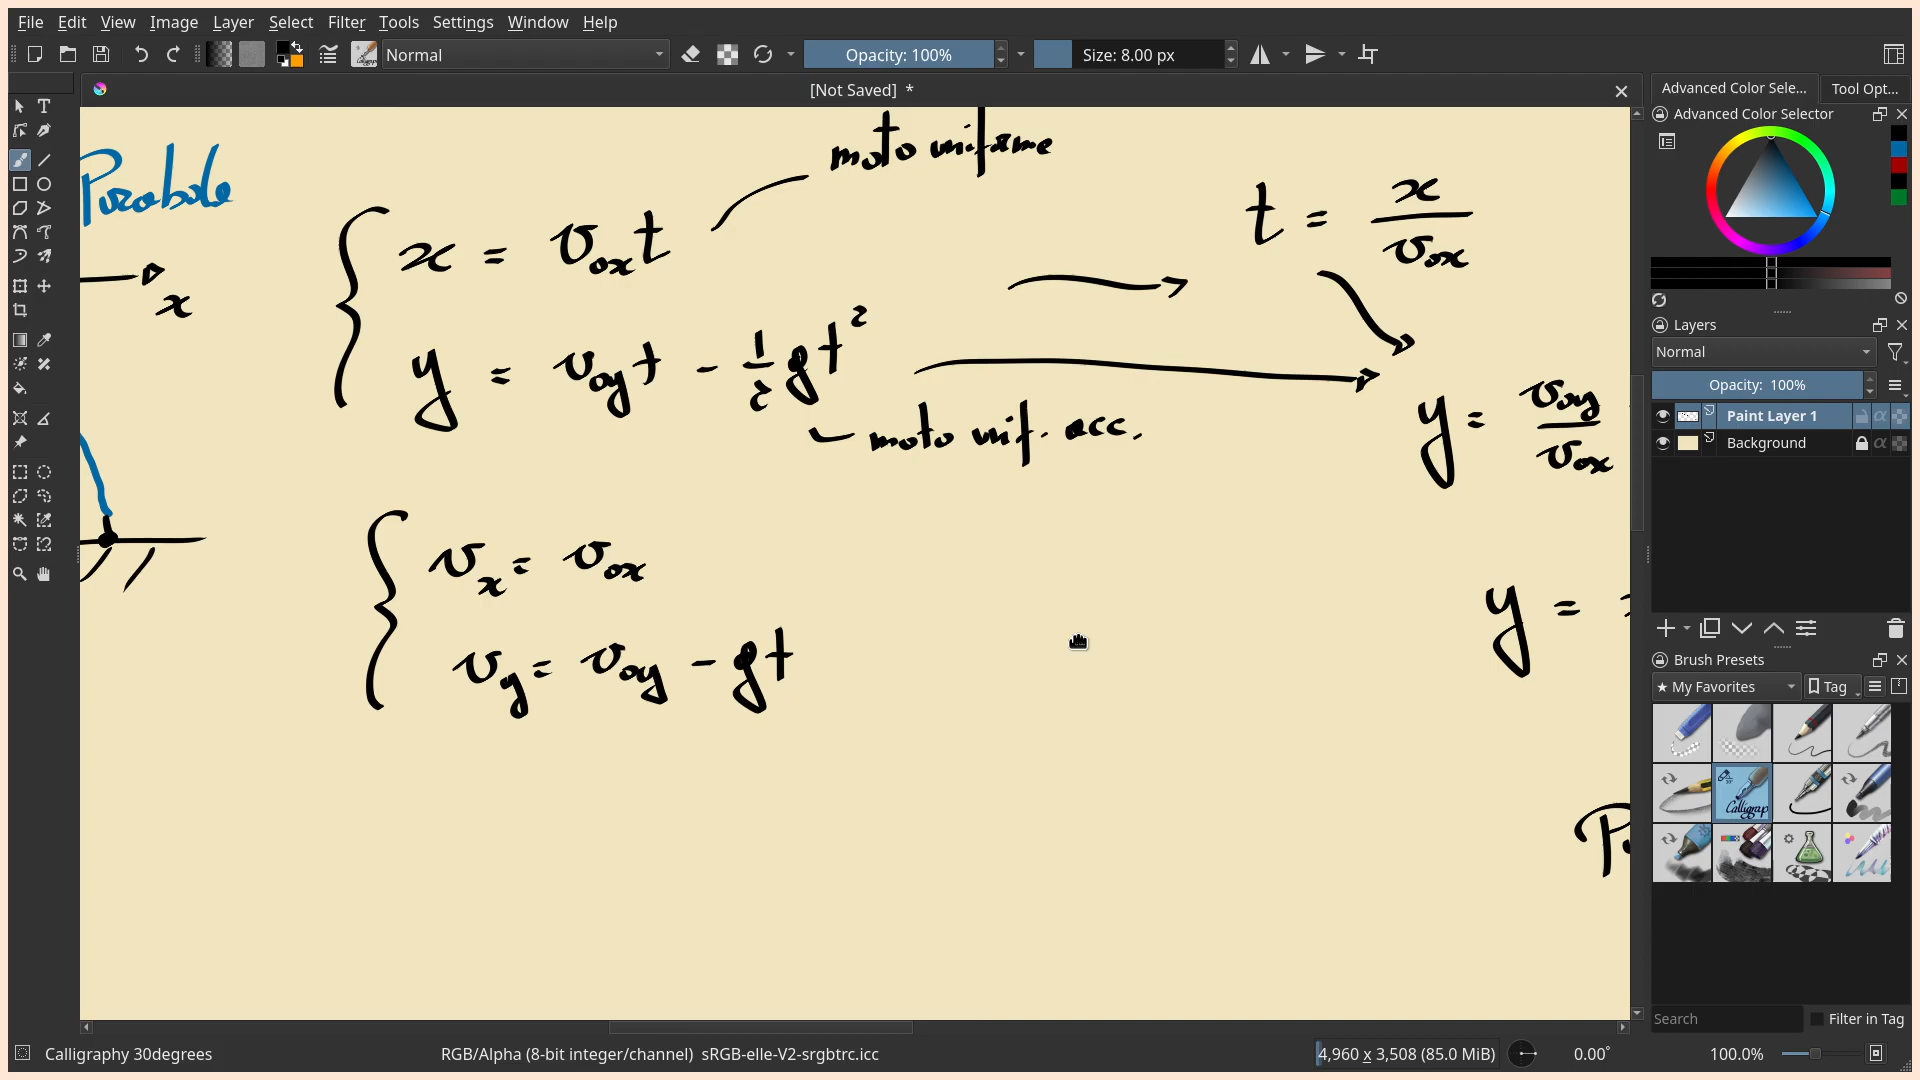 File Edit View Image Layer Select Filter Tools Settings Window Help
Normal Opacity: 100% Size: 8.00 px
[Not Saved] *
Advanced Color Sele... Tool Opt...
Advanced Color Selector
moto uniforme
Parabola
x
x = v₀ₓt
t = x/v₀ₓ
y = v₀yt - ½gt²
moto unif. acc.
y = v₀y/v₀ₓ
vₓ = v₀ₓ
vy = v₀y - gt
y =
Layers
Normal
Opacity: 100%
Paint Layer 1
Background
Brush Presets
★ My Favorites Tag
Calligrap
Search Filter in Tag
Calligraphy 30degrees RGB/Alpha (8-bit integer/channel) sRGB-elle-V2-srgbtrc.icc 4,960 x 3,508 (85.0 MiB) 0.00° 100.0%